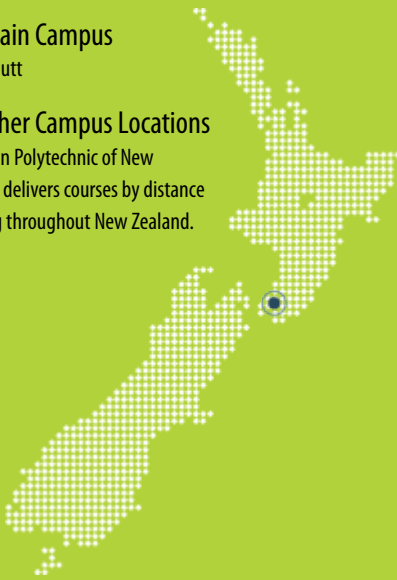 ain Campus
utt
her Campus Locations
n Polytechnic of New
delivers courses by distance
g throughout New Zealand.